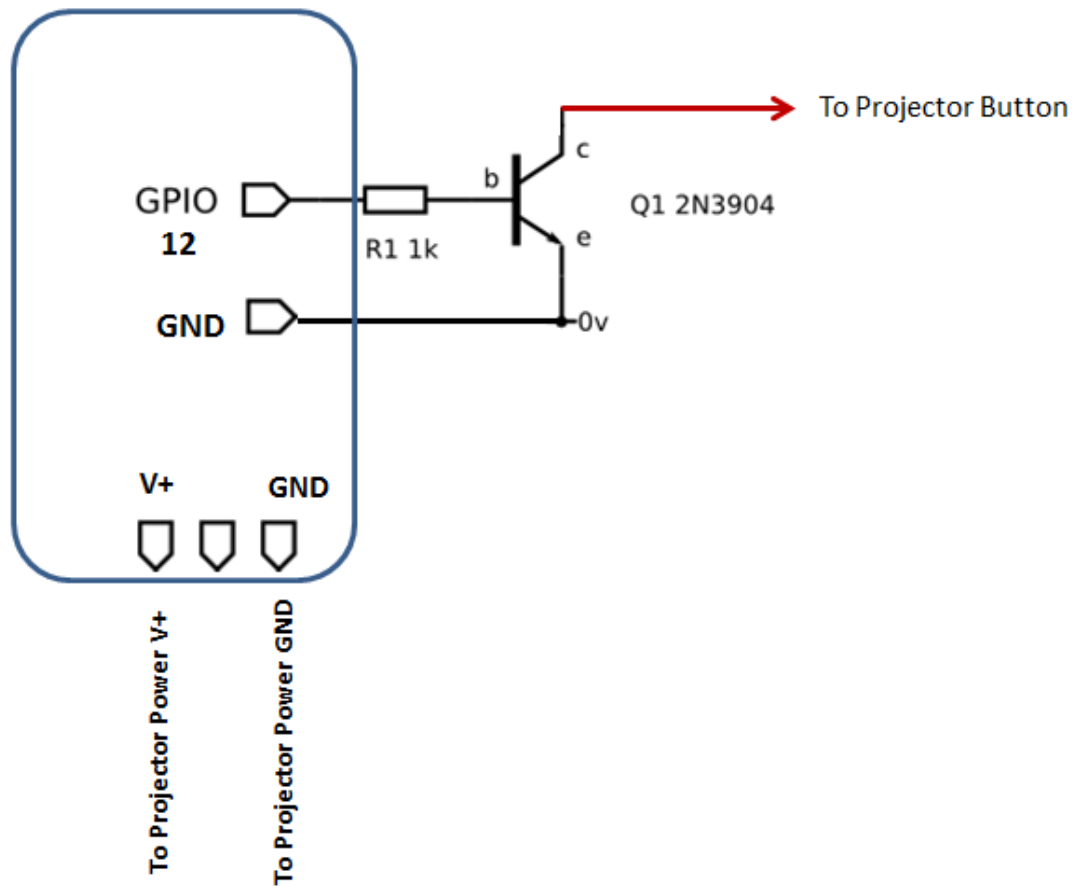 To Projector Button
c
b
GPIO
12
Q1 2N3904
R1 1k
e
GND
0v
V+
GND
To Projector Power V+
To Projector Power GND